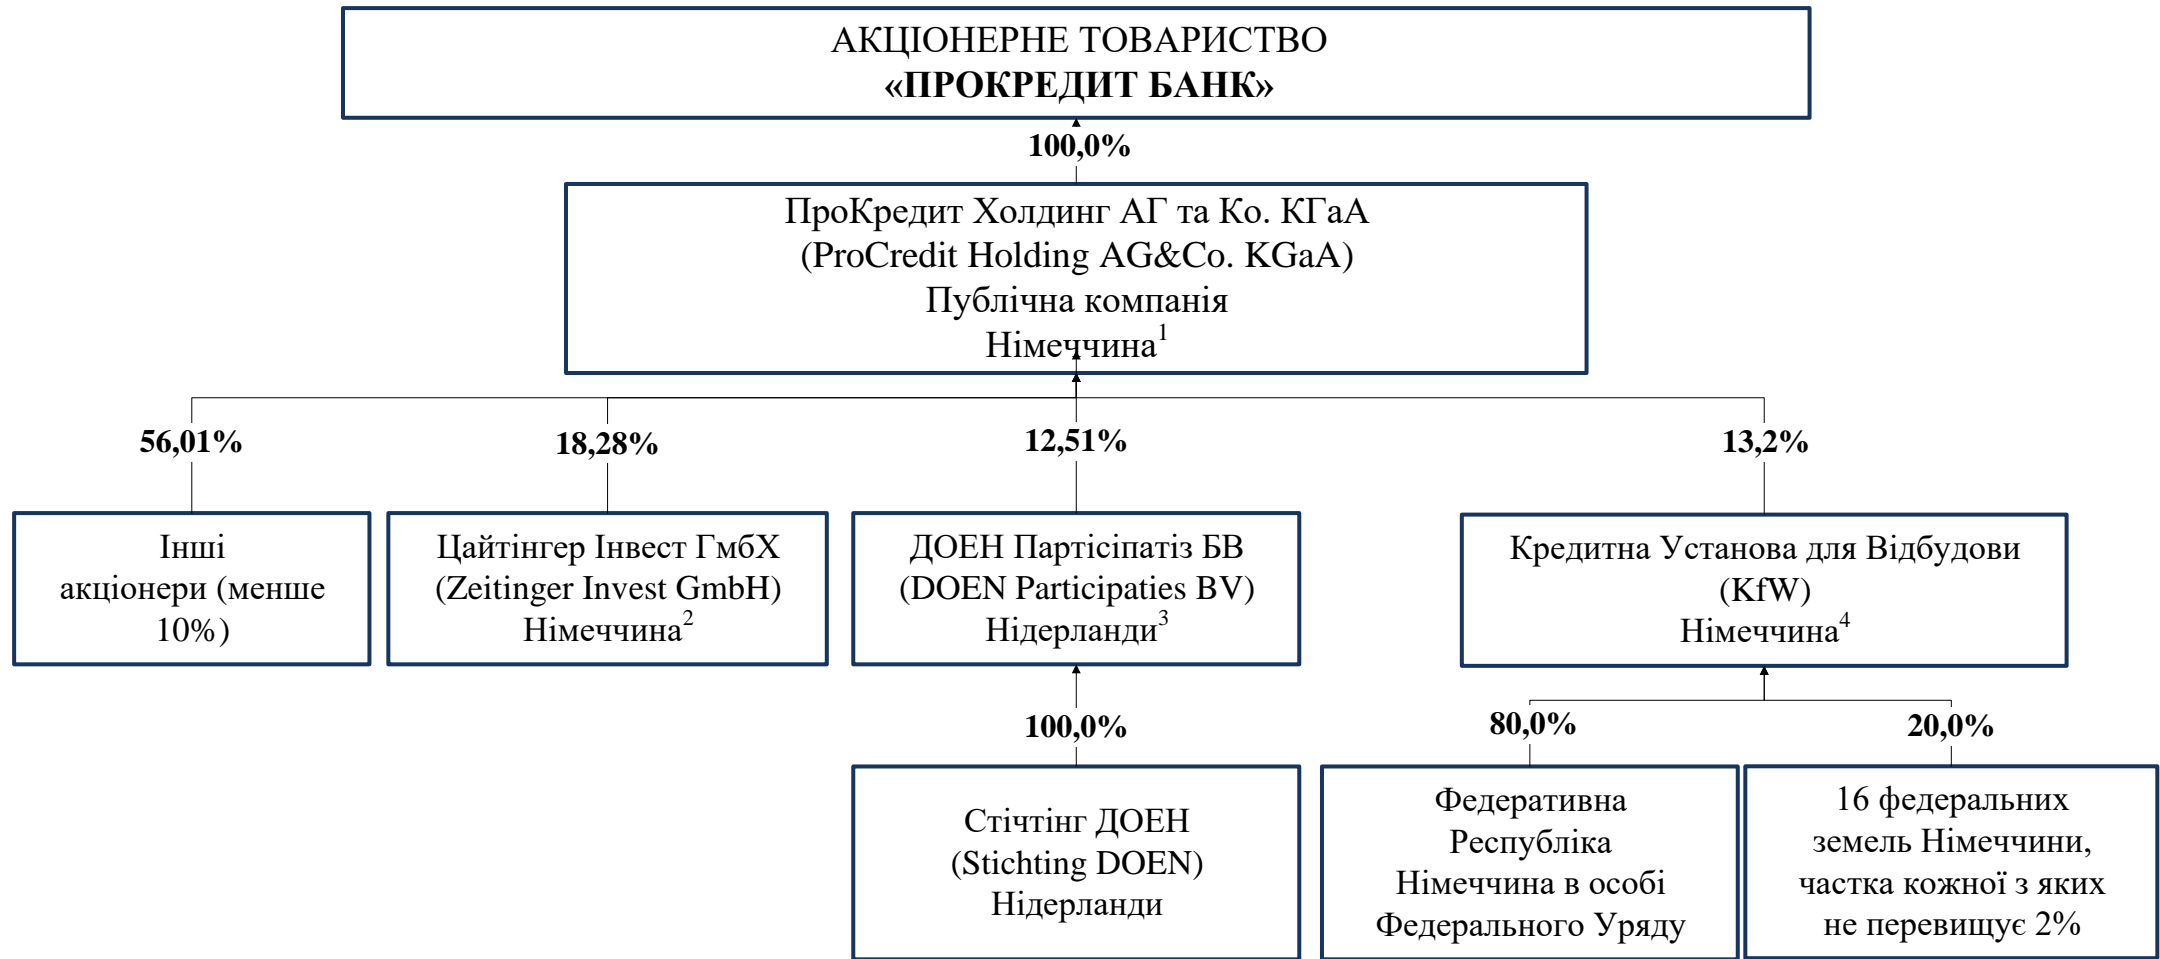 АКЦІОНЕРНЕ ТОВАРИСТВО
«ПРОКРЕДИТ БАНК»
100,0%
ПроКредит Холдинг АГ та Ко. КГаА
(ProCredit Holding AG&Co. KGaA)
Публічна компанія
Німеччина¹
56,01%
18,28%
12,51%
13,2%
Інші
акціонери (менше
10%)
Цайтінгер Інвест ГмбХ
(Zeitinger Invest GmbH)
Німеччина²
ДОЕН Партісіпатіз БВ
(DOEN Participaties BV)
Нідерланди³
Кредитна Установа для Відбудови
(KfW)
Німеччина⁴
100,0%
80,0%
20,0%
Стічтінг ДОЕН
(Stichting DOEN)
Нідерланди
Федеративна
Республіка
Німеччина в особі
Федерального Уряду
16 федеральних
земель Німеччини,
частка кожної з яких
не перевищує 2%